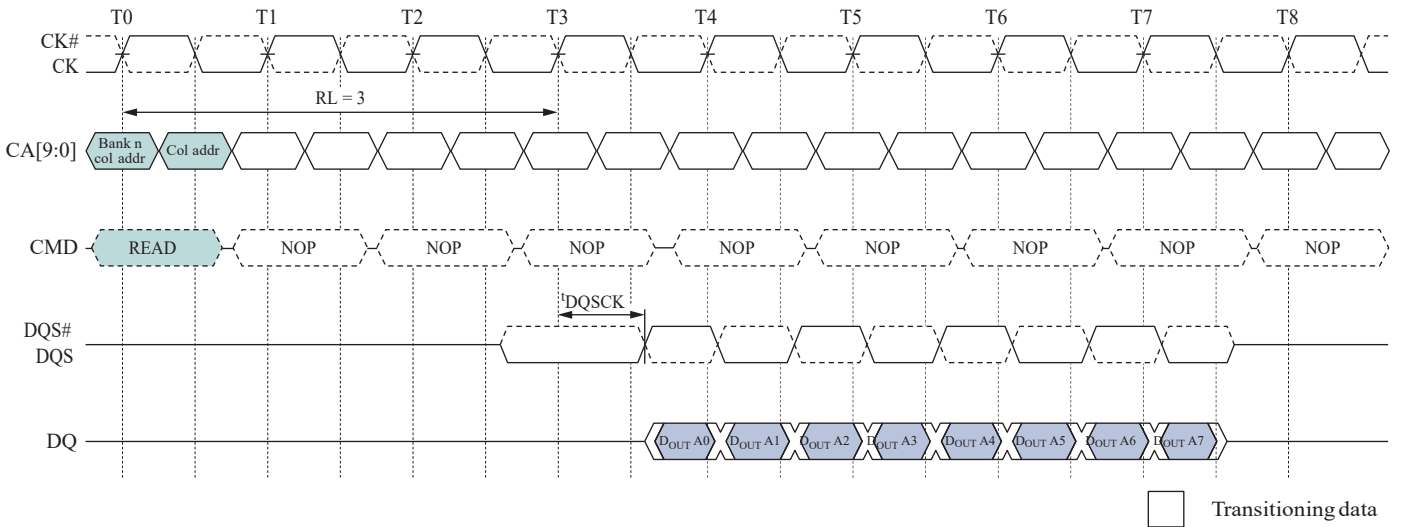 T0 T1 T2 T3 T4 T5 T6 T7 T8
CK#
CK
RL = 3
CA[9:0] Bank n col addr Col addr
CMD READ NOP NOP NOP NOP NOP NOP NOP NOP
tDQSCK
DQS#
DQS
DQ DOUT A0 DOUT A1 DOUT A2 DOUT A3 DOUT A4 DOUT A5 DOUT A6 DOUT A7
Transitioning data